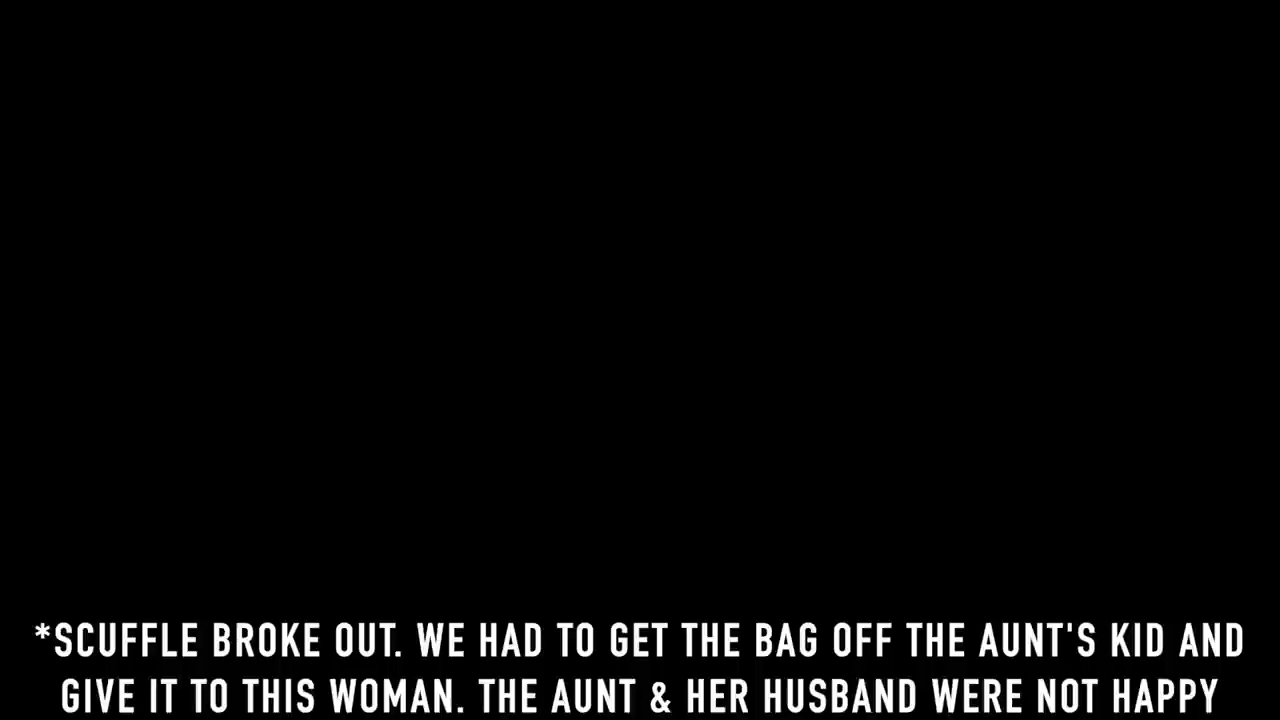 *SCUFFLE BROKE OUT. WE HAD TO GET THE BAG OFF THE AUNT'S KID AND
GIVE IT TO THIS WOMAN. THE AUNT & HER HUSBAND WERE NOT HAPPY